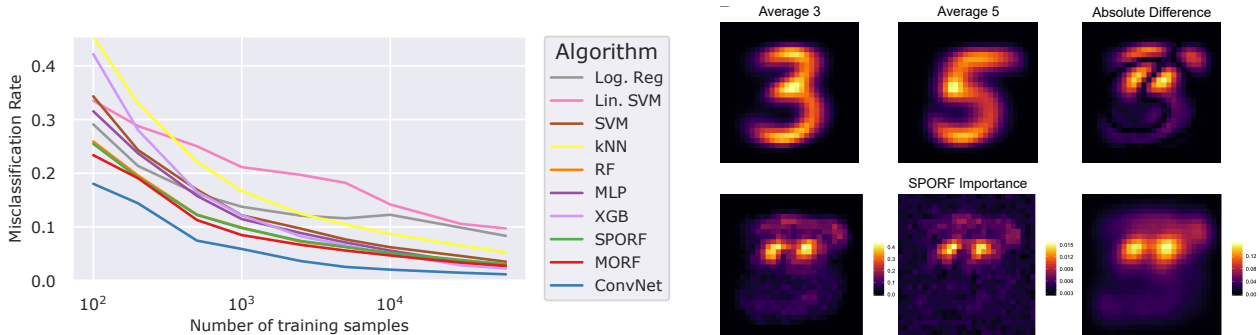 Misclassification Rate
0.4
0.3
0.2
0.1
0.0
10²
10³
10⁴
Number of training samples
Algorithm
Log. Reg
Lin. SVM
SVM
kNN
RF
MLP
XGB
SPORF
MORF
ConvNet
Average 3
Average 5
Absolute Difference
SPORF Importance
0.4
0.3
0.2
0.1
0.0
0.015
0.012
0.009
0.006
0.003
0.12
0.08
0.04
0.00